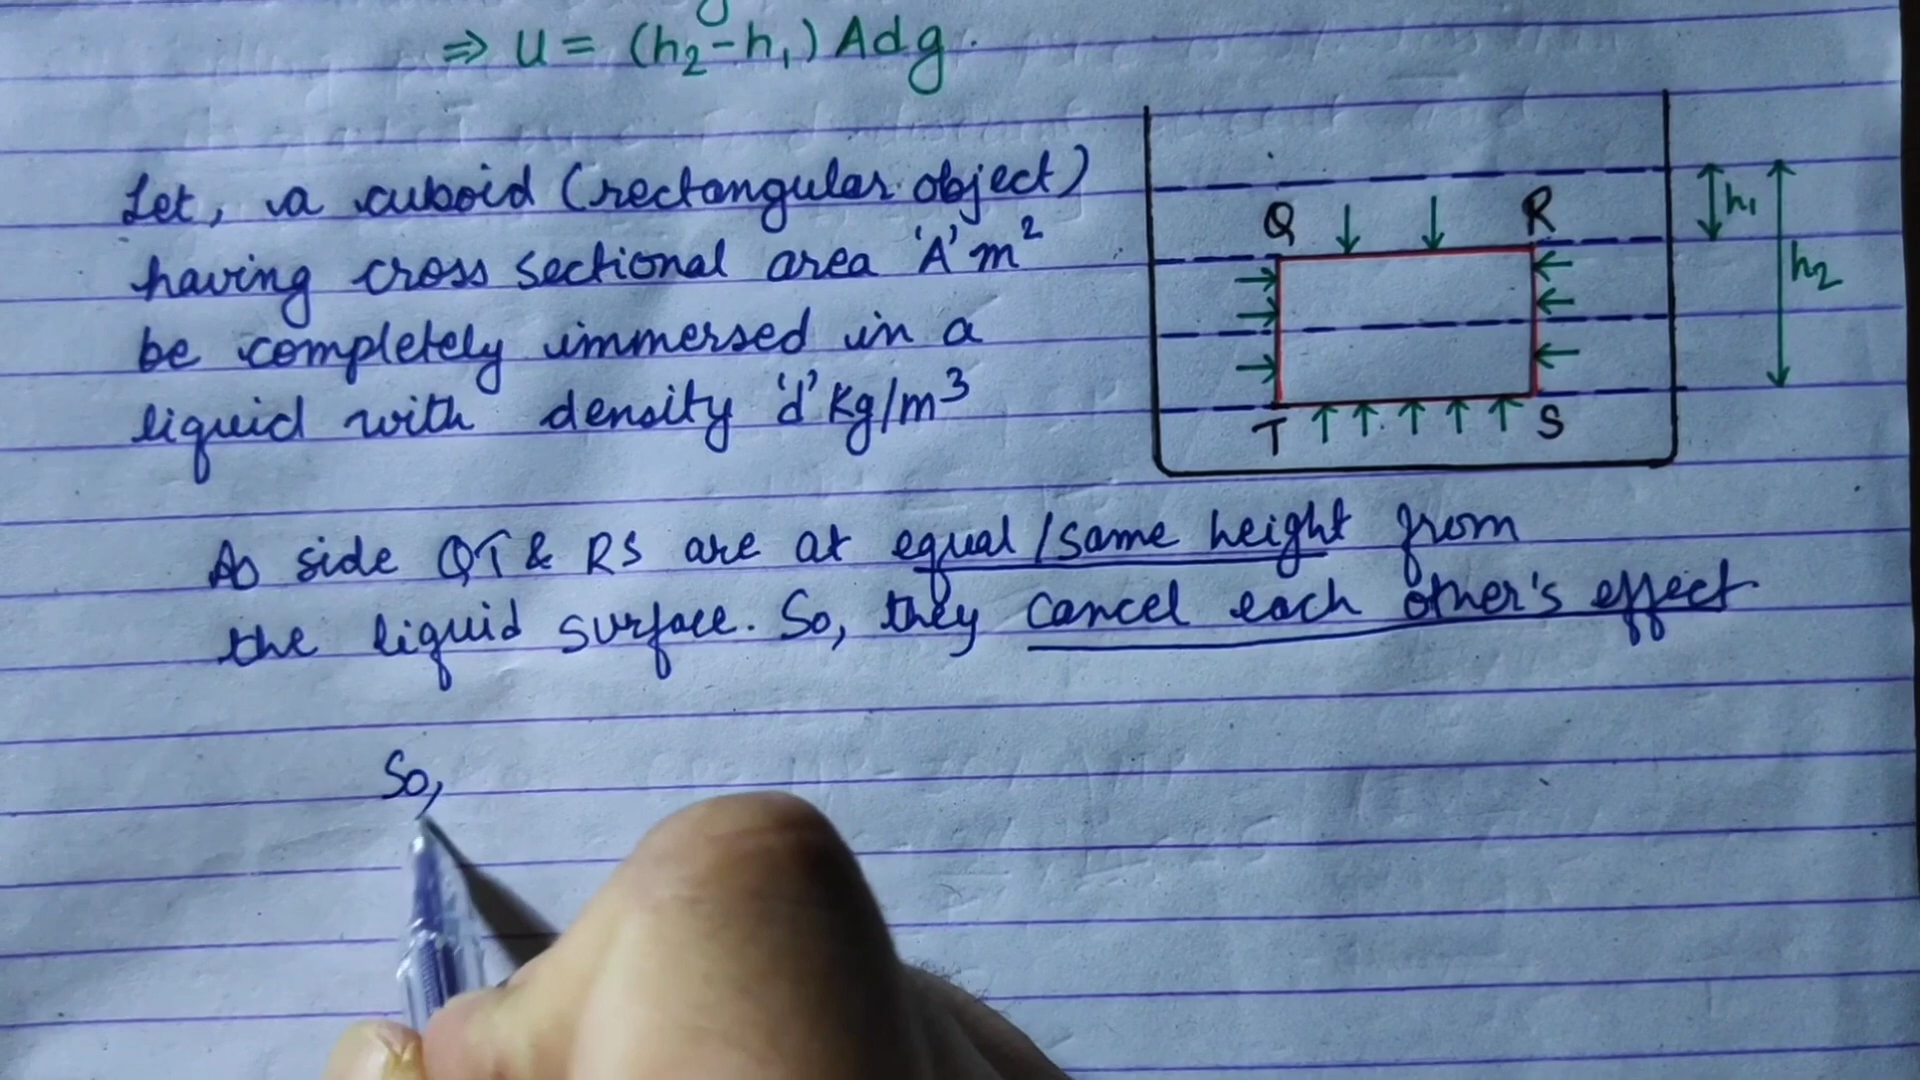 ⇒ U = (h₂-h₁) Adg.
Let, a cuboid (rectangular object)
having cross sectional area 'A' m²
be completely immersed in a
liquid with density 'd' Kg/m³
Q R
h₁
h₂
T S
As side QT & RS are at equal/same height from
the liquid surface. So, they cancel each other's effect
So,